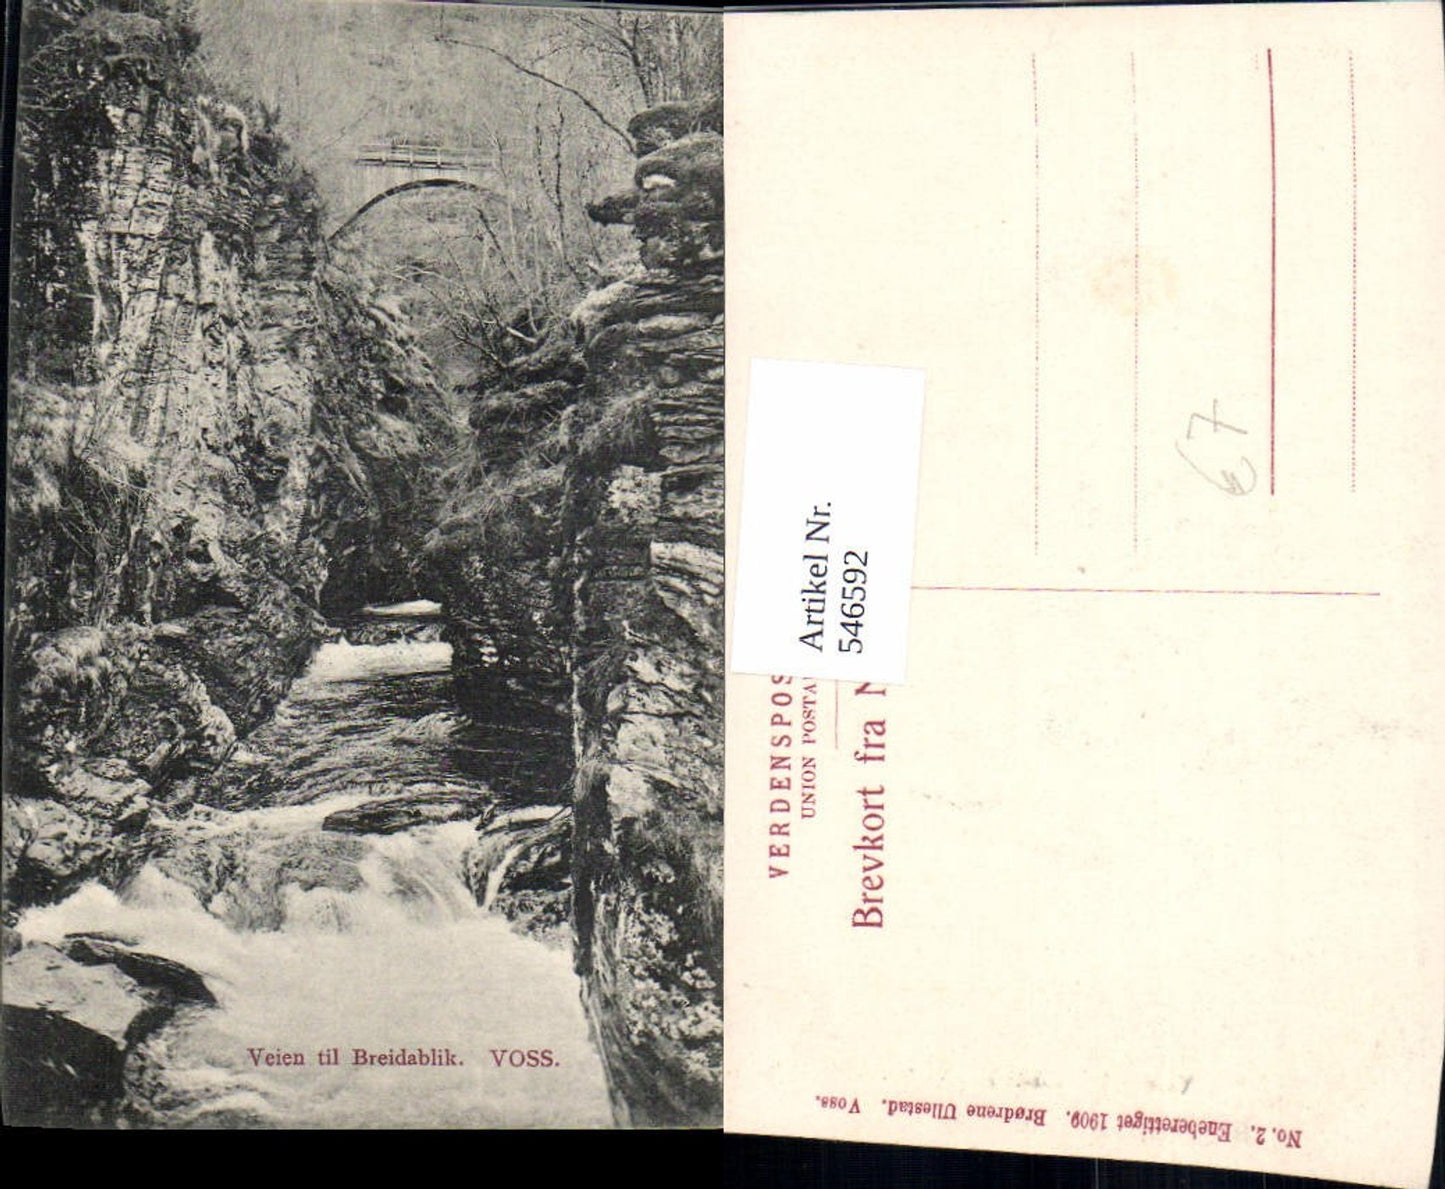 Veien til Breidablik. VOSS.
Artikel Nr.
546592
VERDENSPOS
UNION POSTA
Brevkort fra N
€ 7
No. 2. Eneberettiget 1909. Brødrene Ullestad. Voss.